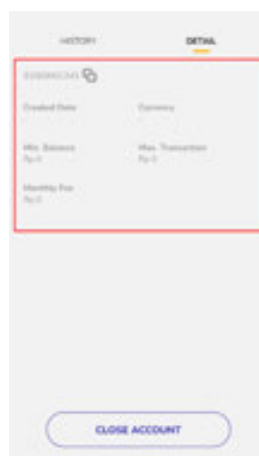 HISTORY DETAIL
Created Date Currency
Min. Balance Max. Transaction
Rp 0 Rp 0
Monthly Fee
Rp 0
CLOSE ACCOUNT